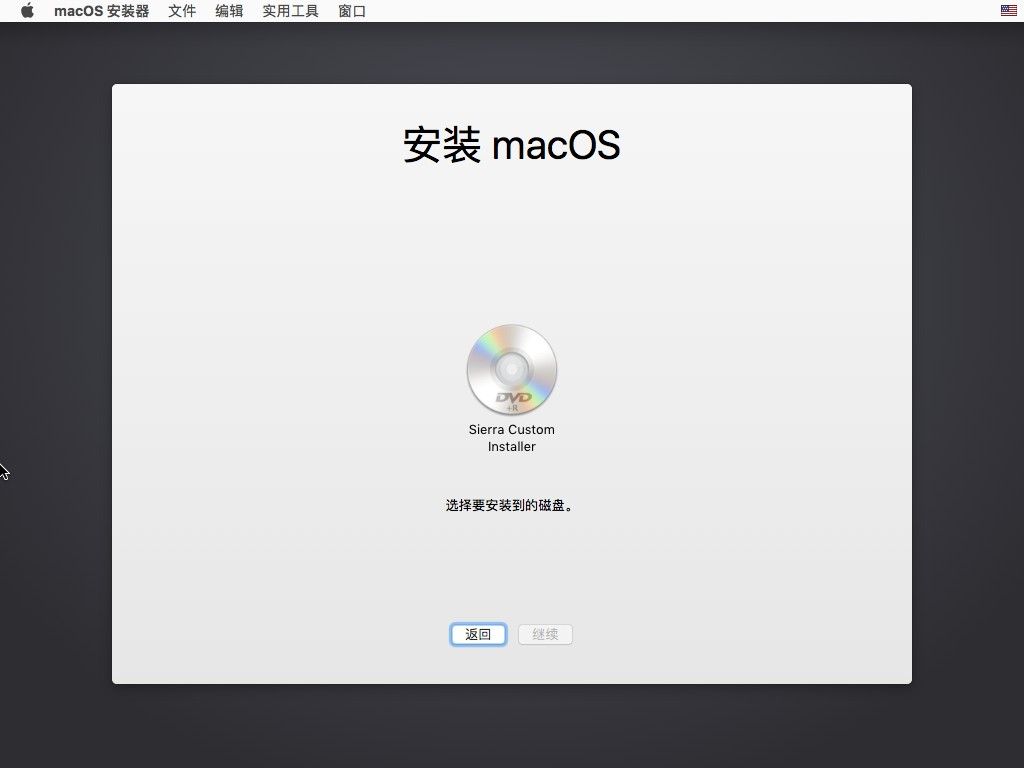 macOS 安装器 文件 编辑 实用工具 窗口
安装 macOS
DVD
+R
Sierra Custom
Installer
选择要安装到的磁盘。
返回 继续